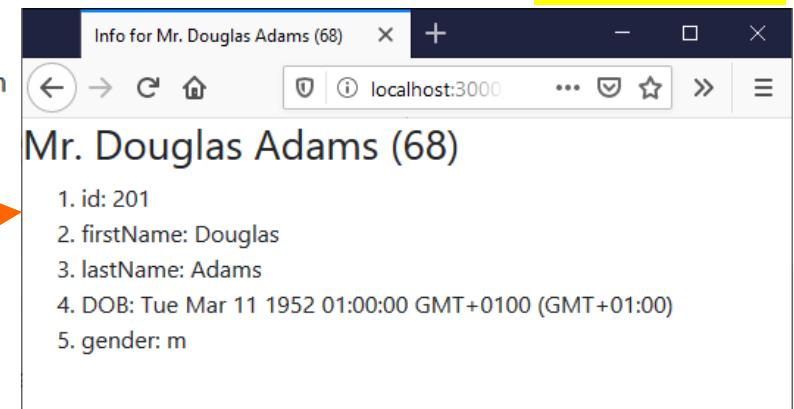 Info for Mr. Douglas Adams (68)
localhost:3000
Mr. Douglas Adams (68)
1. id: 201
2. firstName: Douglas
3. lastName: Adams
4. DOB: Tue Mar 11 1952 01:00:00 GMT+0100 (GMT+01:00)
5. gender: m